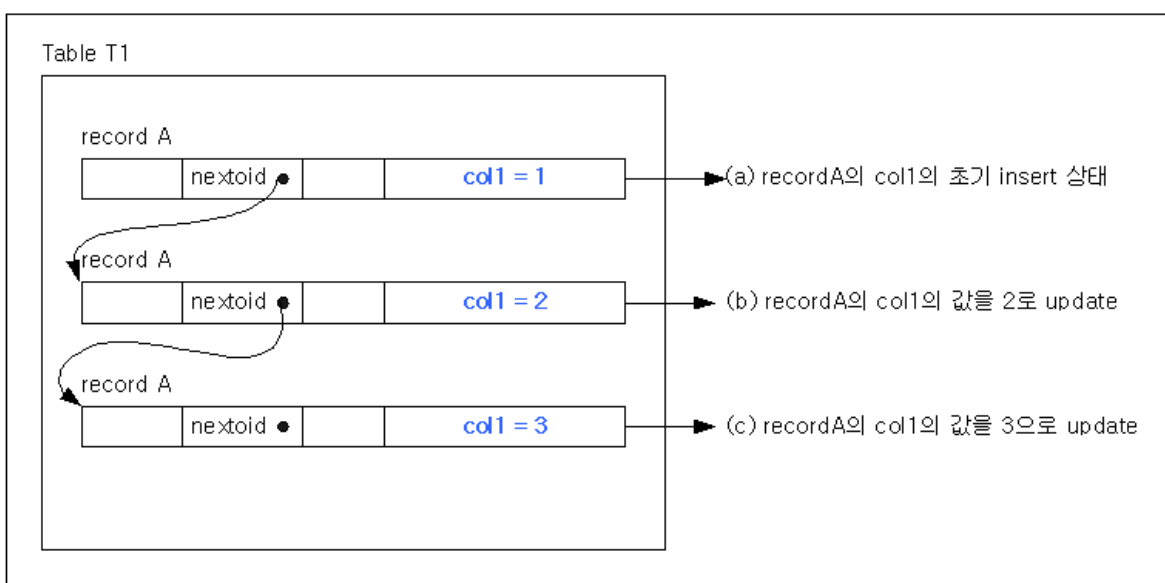 Table T1
record A
nextoid
col1 = 1
(a) recordA의 col1의 초기 insert 상태
record A
nextoid
col1 = 2
(b) recordA의 col1의 값을 2로 update
record A
nextoid
col1 = 3
(c) recordA의 col1의 값을 3으로 update